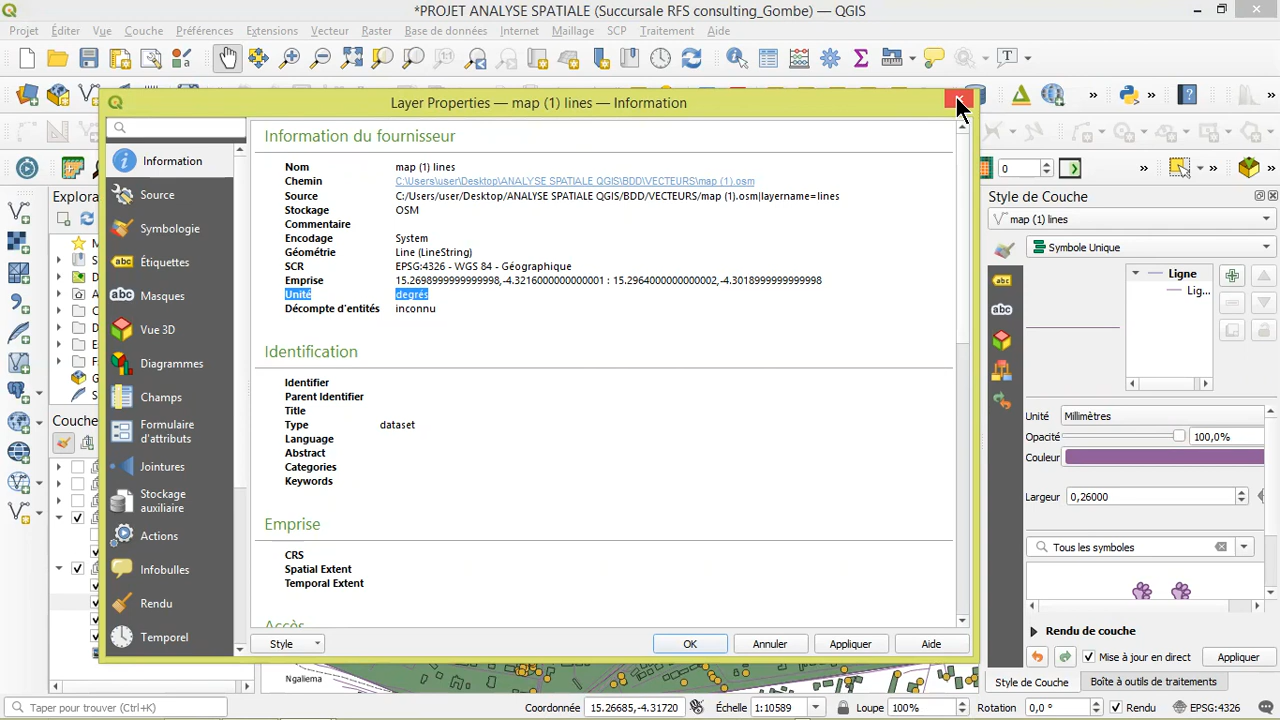 *PROJET ANALYSE SPATIALE (Succursale RFS consulting_Gombe) — QGIS
Projet Éditer Vue Couche Préférences Extensions Vecteur Raster Base de données Internet Maillage SCP Traitement Aide
Layer Properties — map (1) lines — Information
Information
Source
Symbologie
Étiquettes
Masques
Vue 3D
Diagrammes
Champs
Formulaire
d'attributs
Jointures
Stockage
auxiliaire
Actions
Infobulles
Rendu
Temporel
Information du fournisseur
Nom map (1) lines
Chemin C:\Users\user\Desktop\ANALYSE SPATIALE QGIS\BDD\VECTEURS\map (1).osm
Source C:/Users/user/Desktop/ANALYSE SPATIALE QGIS/BDD/VECTEURS/map (1).osm|layername=lines
Stockage OSM
Commentaire
Encodage System
Géométrie Line (LineString)
SCR EPSG:4326 - WGS 84 - Géographique
Emprise 15.2698999999999998,-4.3216000000000001 : 15.2964000000000002,-4.3018999999999998
Unité degrés
Décompte d'entités inconnu
Identification
Identifier
Parent Identifier
Title
Type dataset
Language
Abstract
Categories
Keywords
Emprise
CRS
Spatial Extent
Temporal Extent
Accès
Style OK Annuler Appliquer Aide
Explora
Couche
0
Style de Couche
map (1) lines
Symbole Unique
Ligne
Lig...
Unité Millimètres
Opacité 100,0%
Couleur
Largeur 0,26000
Tous les symboles
Rendu de couche
Mise à jour en direct Appliquer
Style de Couche Boîte à outils de traitements
Ngaliema
Taper pour trouver (Ctrl+K) Coordonnée 15.26685,-4.31720 Échelle 1:10589 Loupe 100% Rotation 0,0 ° Rendu EPSG:4326